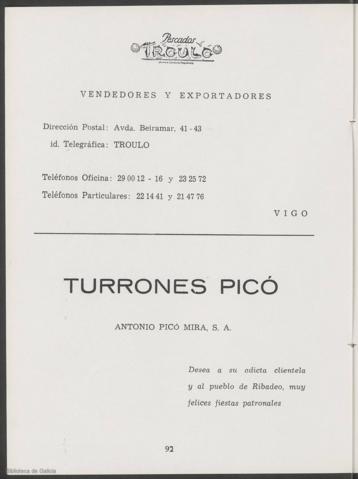 Pescados
TROULO
VENDEDORES Y EXPORTADORES
Dirección Postal: Avda. Beiramar, 41 - 43
id. Telegráfica: TROULO
Teléfonos Oficina: 29 00 12 - 16 y 23 25 72
Teléfonos Particulares: 22 14 41 y 21 47 76
VIGO
TURRONES PICÓ
ANTONIO PICÓ MIRA, S. A.
Desea a su adicta clientela
y al pueblo de Ribadeo, muy
felices fiestas patronales
92
Biblioteca de Galicia